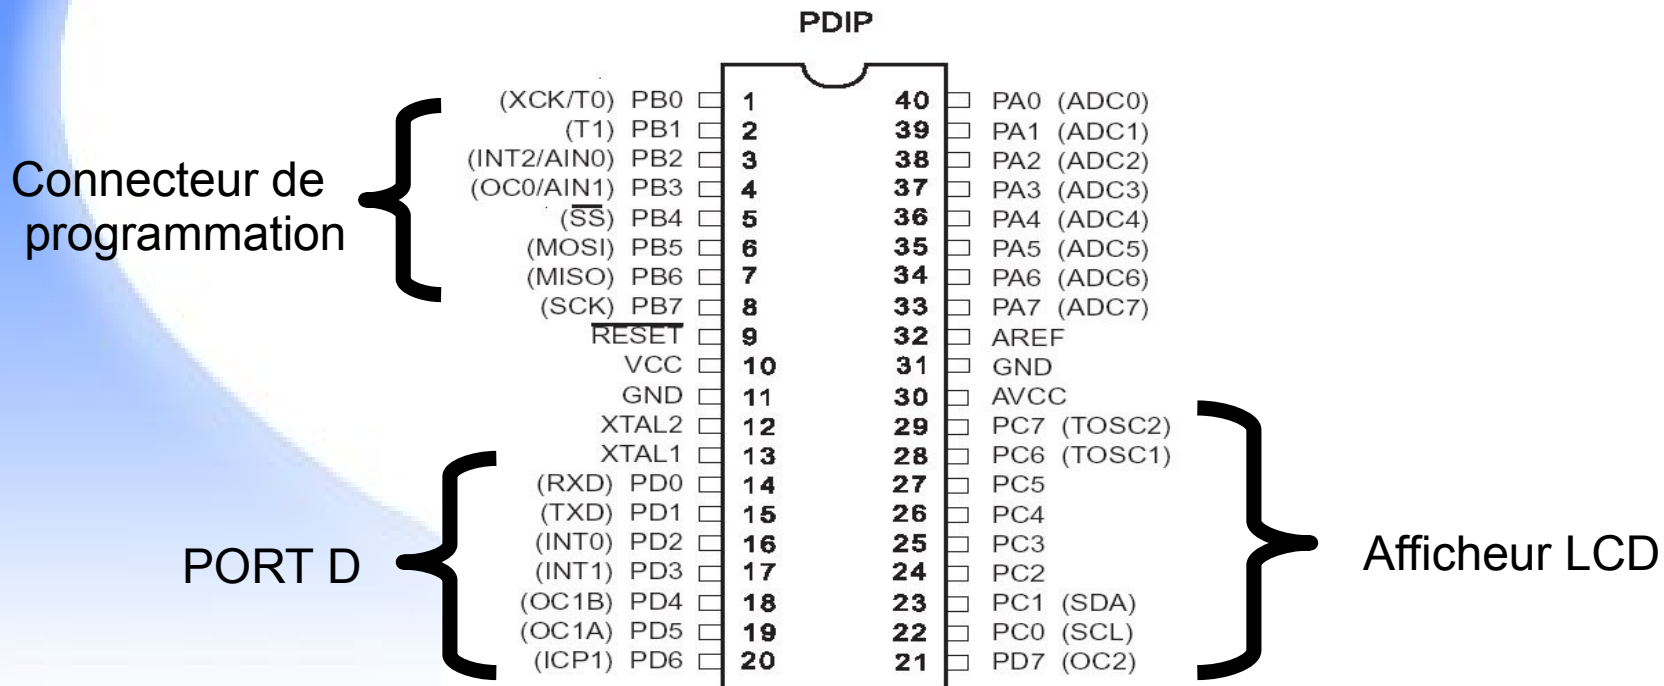 PDIP
(XCK/T0) PB0 1 40 PA0 (ADC0)
(T1) PB1 2 39 PA1 (ADC1)
(INT2/AIN0) PB2 3 38 PA2 (ADC2)
(OC0/AIN1) PB3 4 37 PA3 (ADC3)
(SS) PB4 5 36 PA4 (ADC4)
(MOSI) PB5 6 35 PA5 (ADC5)
(MISO) PB6 7 34 PA6 (ADC6)
(SCK) PB7 8 33 PA7 (ADC7)
RESET 9 32 AREF
VCC 10 31 GND
GND 11 30 AVCC
XTAL2 12 29 PC7 (TOSC2)
XTAL1 13 28 PC6 (TOSC1)
(RXD) PD0 14 27 PC5
(TXD) PD1 15 26 PC4
(INT0) PD2 16 25 PC3
(INT1) PD3 17 24 PC2
(OC1B) PD4 18 23 PC1 (SDA)
(OC1A) PD5 19 22 PC0 (SCL)
(ICP1) PD6 20 21 PD7 (OC2)
Connecteur de
programmation
PORT D
Afficheur LCD